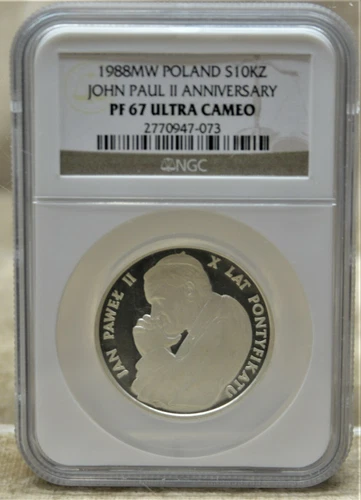 1988MW POLAND S10KZ
JOHN PAUL II ANNIVERSARY
PF 67 ULTRA CAMEO
2770947-073
NGC
JAN PAWEŁ II X LAT PONTYFIKATU